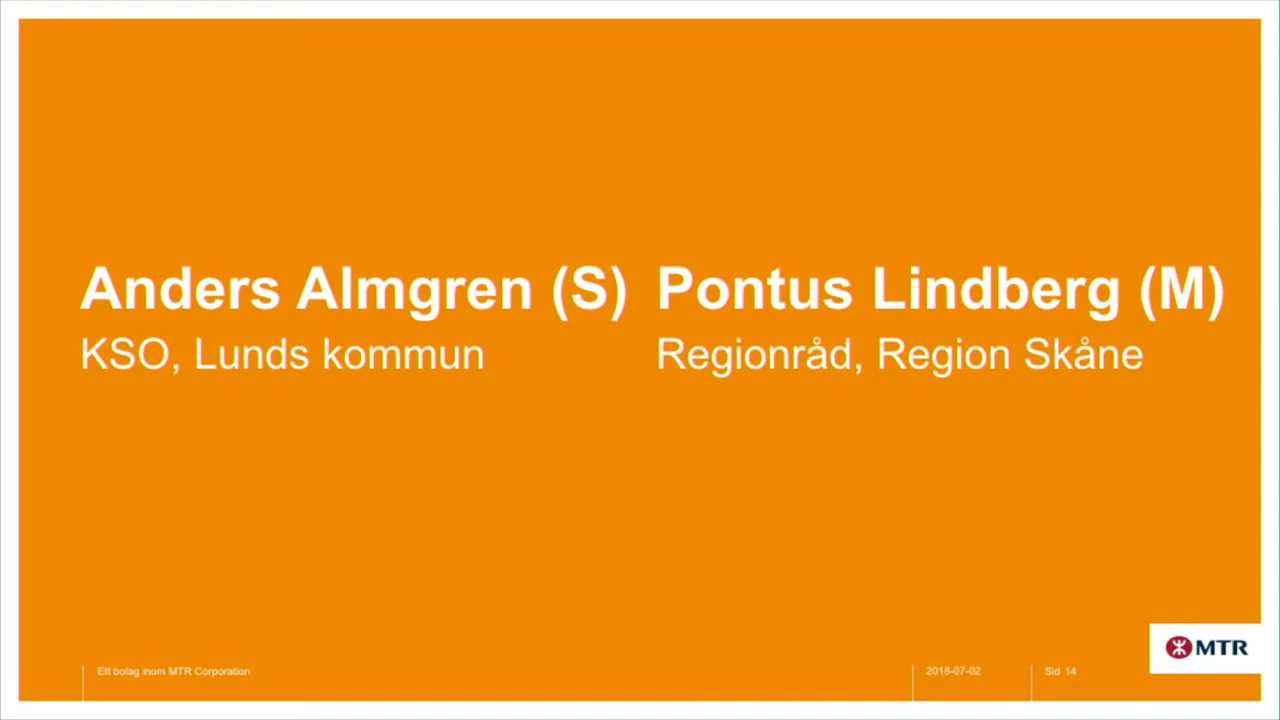 Anders Almgren (S)
KSO, Lunds kommun
Pontus Lindberg (M)
Regionråd, Region Skåne
Ett bolag inom MTR Corporation
2018-07-02
Sid 14
MTR